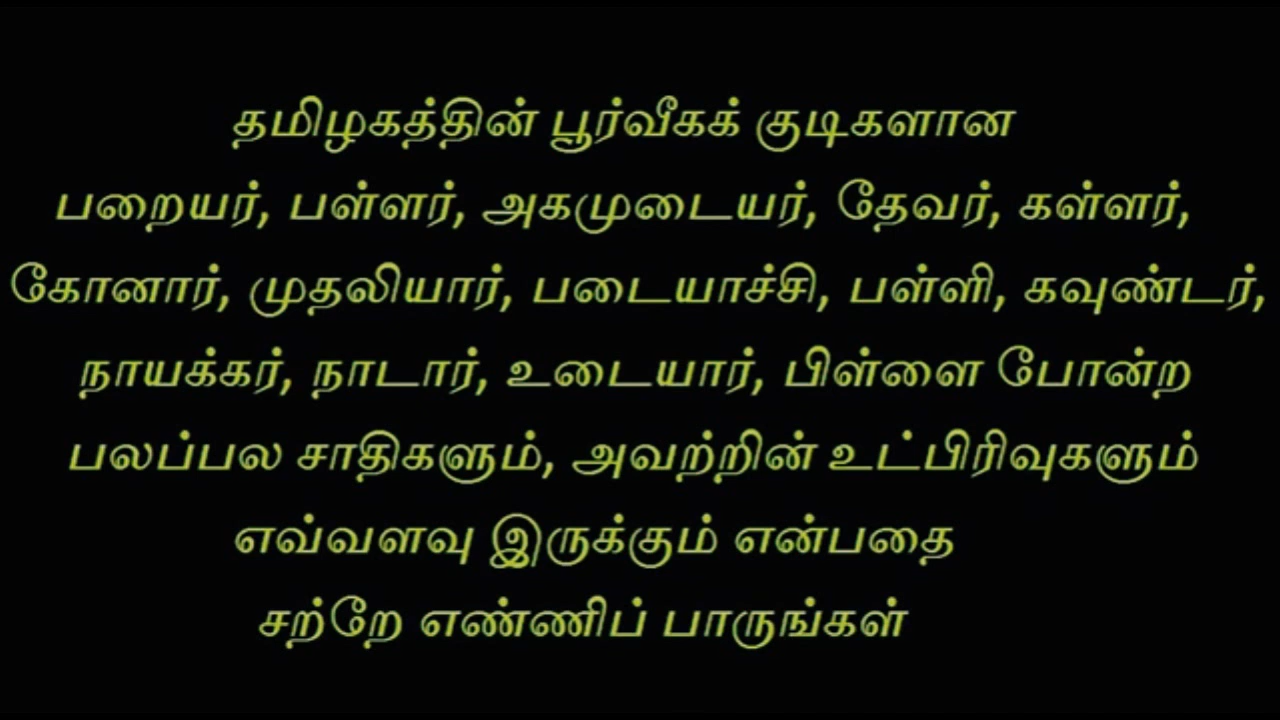 தமிழகத்தின் பூர்வீகக் குடிகளான
பறையர், பள்ளர், அகமுடையர், தேவர், கள்ளர்,
கோனார், முதலியார், படையாச்சி, பள்ளி, கவுண்டர்,
நாயக்கர், நாடார், உடையார், பிள்ளை போன்ற
பலப்பல சாதிகளும், அவற்றின் உட்பிரிவுகளும்
எவ்வளவு இருக்கும் என்பதை
சற்றே எண்ணிப் பாருங்கள்